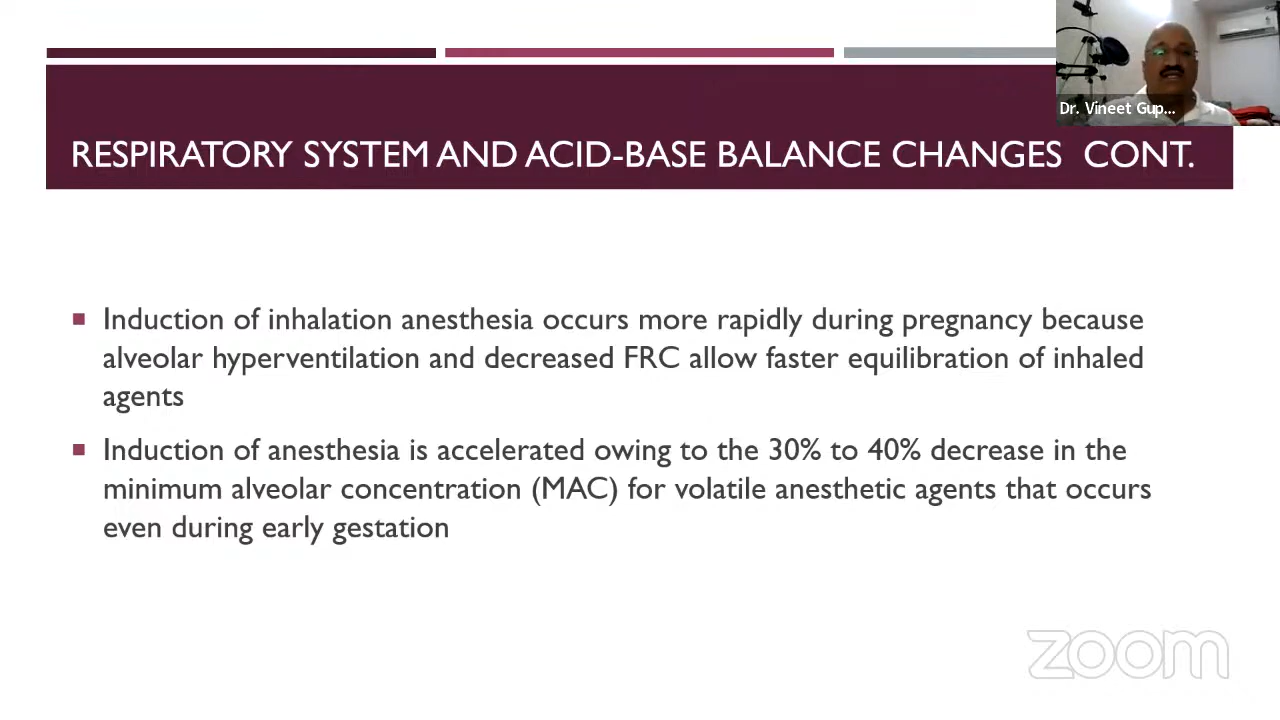 Dr. Vineet Gup...
RESPIRATORY SYSTEM AND ACID-BASE BALANCE CHANGES CONT.
Induction of inhalation anesthesia occurs more rapidly during pregnancy because
alveolar hyperventilation and decreased FRC allow faster equilibration of inhaled
agents
Induction of anesthesia is accelerated owing to the 30% to 40% decrease in the
minimum alveolar concentration (MAC) for volatile anesthetic agents that occurs
even during early gestation
zoom